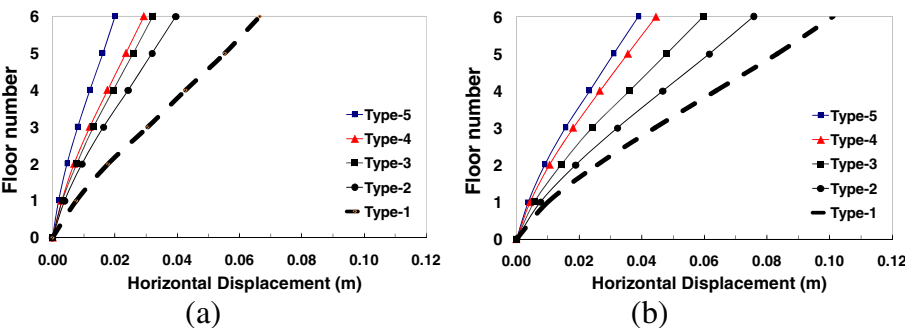 6
5
4
3
2
1
0
Floor number
Type-5
Type-4
Type-3
Type-2
Type-1
0.00 0.02 0.04 0.06 0.08 0.10 0.12
Horizontal Displacement (m)
(a)
6
5
4
3
2
1
0
Floor number
Type-5
Type-4
Type-3
Type-2
Type-1
0.00 0.02 0.04 0.06 0.08 0.10 0.12
Horizontal Displacement (m)
(b)